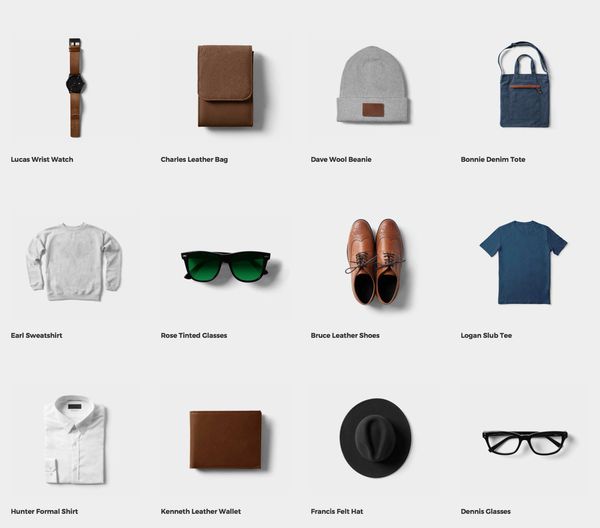 Lucas Wrist Watch
Charles Leather Bag
Dave Wool Beanie
Bonnie Denim Tote
Earl Sweatshirt
Rose Tinted Glasses
Bruce Leather Shoes
Logan Slub Tee
Hunter Formal Shirt
Kenneth Leather Wallet
Francis Felt Hat
Dennis Glasses